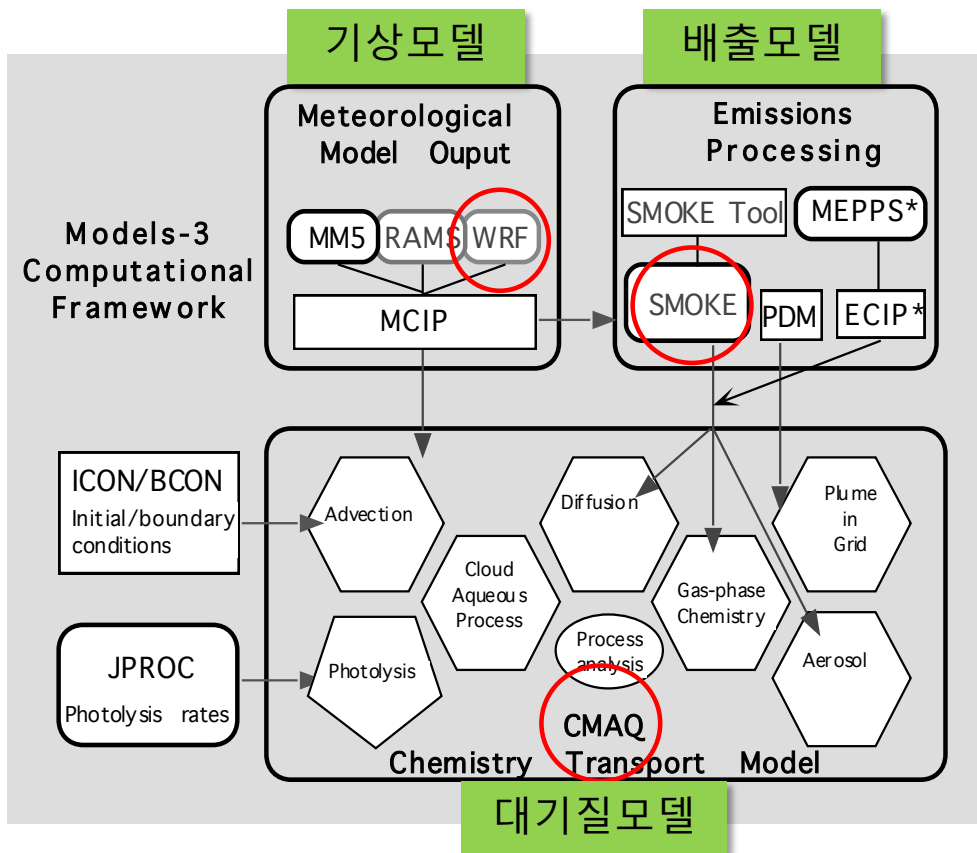 기상모델
배출모델
Meteorological
Model Ouput
Emissions
Processing
Models-3
Computational
Framework
MM5
RAMS
WRF
MCIP
SMOKE Tool
MEPPS*
SMOKE
PDM
ECIP*
ICON/BCON
Initial/boundary
conditions
Advection
Diffusion
Plume
in
Grid
Cloud
Aqueous
Process
Gas-phase
Chemistry
Process
analysis
JPROC
Photolysis rates
Photolysis
Aerosol
CMAQ
Chemistry Transport Model
대기질모델